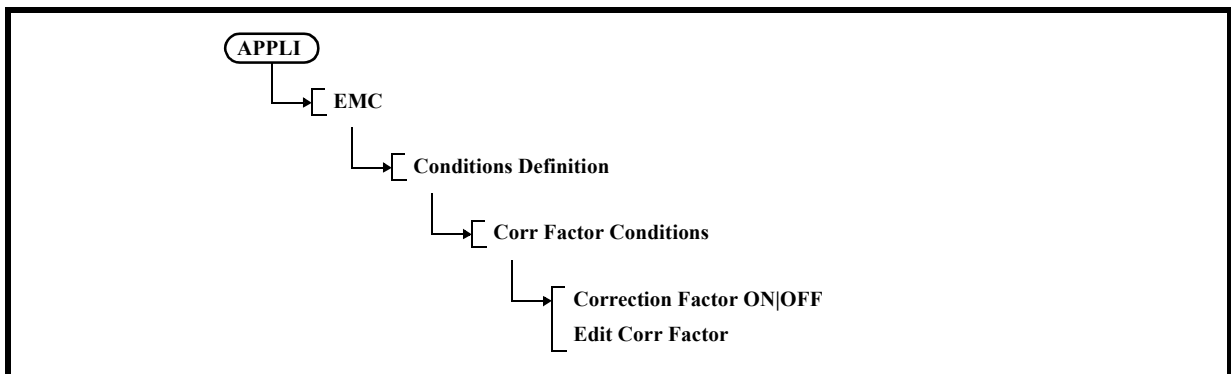 APPLI
EMC
Conditions Definition
Corr Factor Conditions
Correction Factor ON|OFF
Edit Corr Factor